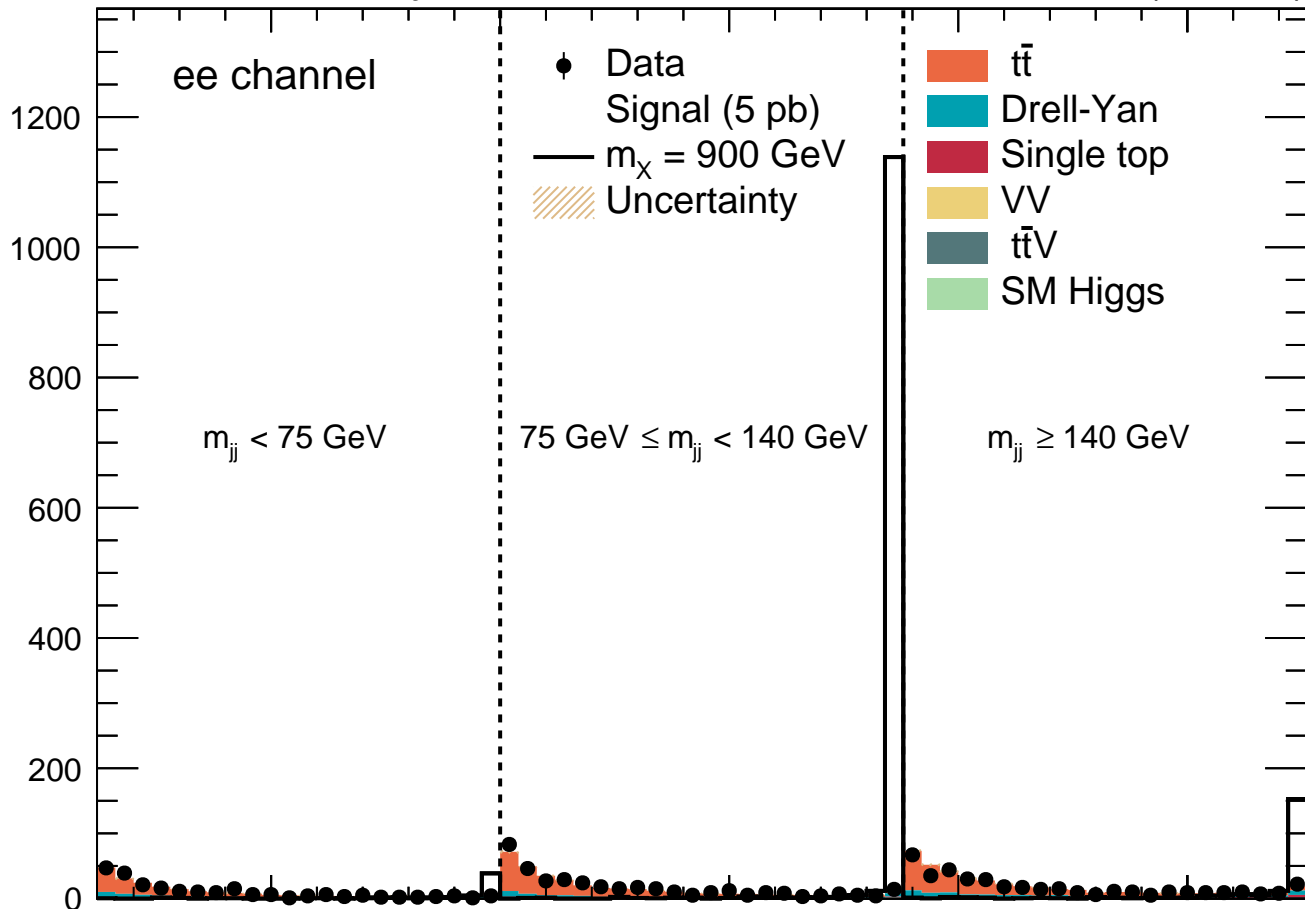 ee channel
Data
Signal (5 pb)
m_X = 900 GeV
Uncertainty
tt̄
Drell-Yan
Single top
VV
tt̄V
SM Higgs
m_jj < 75 GeV
75 GeV ≤ m_jj < 140 GeV
m_jj ≥ 140 GeV
1200
1000
800
600
400
200
0